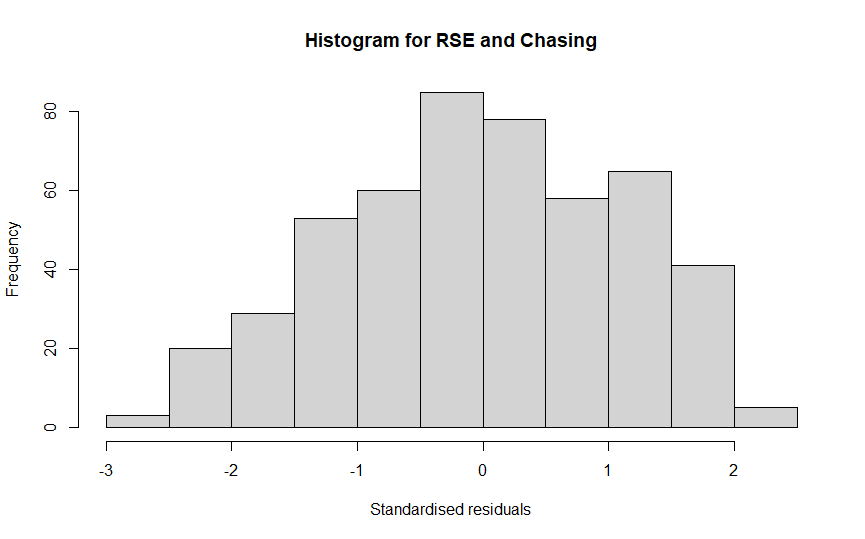 Histogram for RSE and Chasing
Frequency
80
60
40
20
0
-3 -2 -1 0 1 2
Standardised residuals